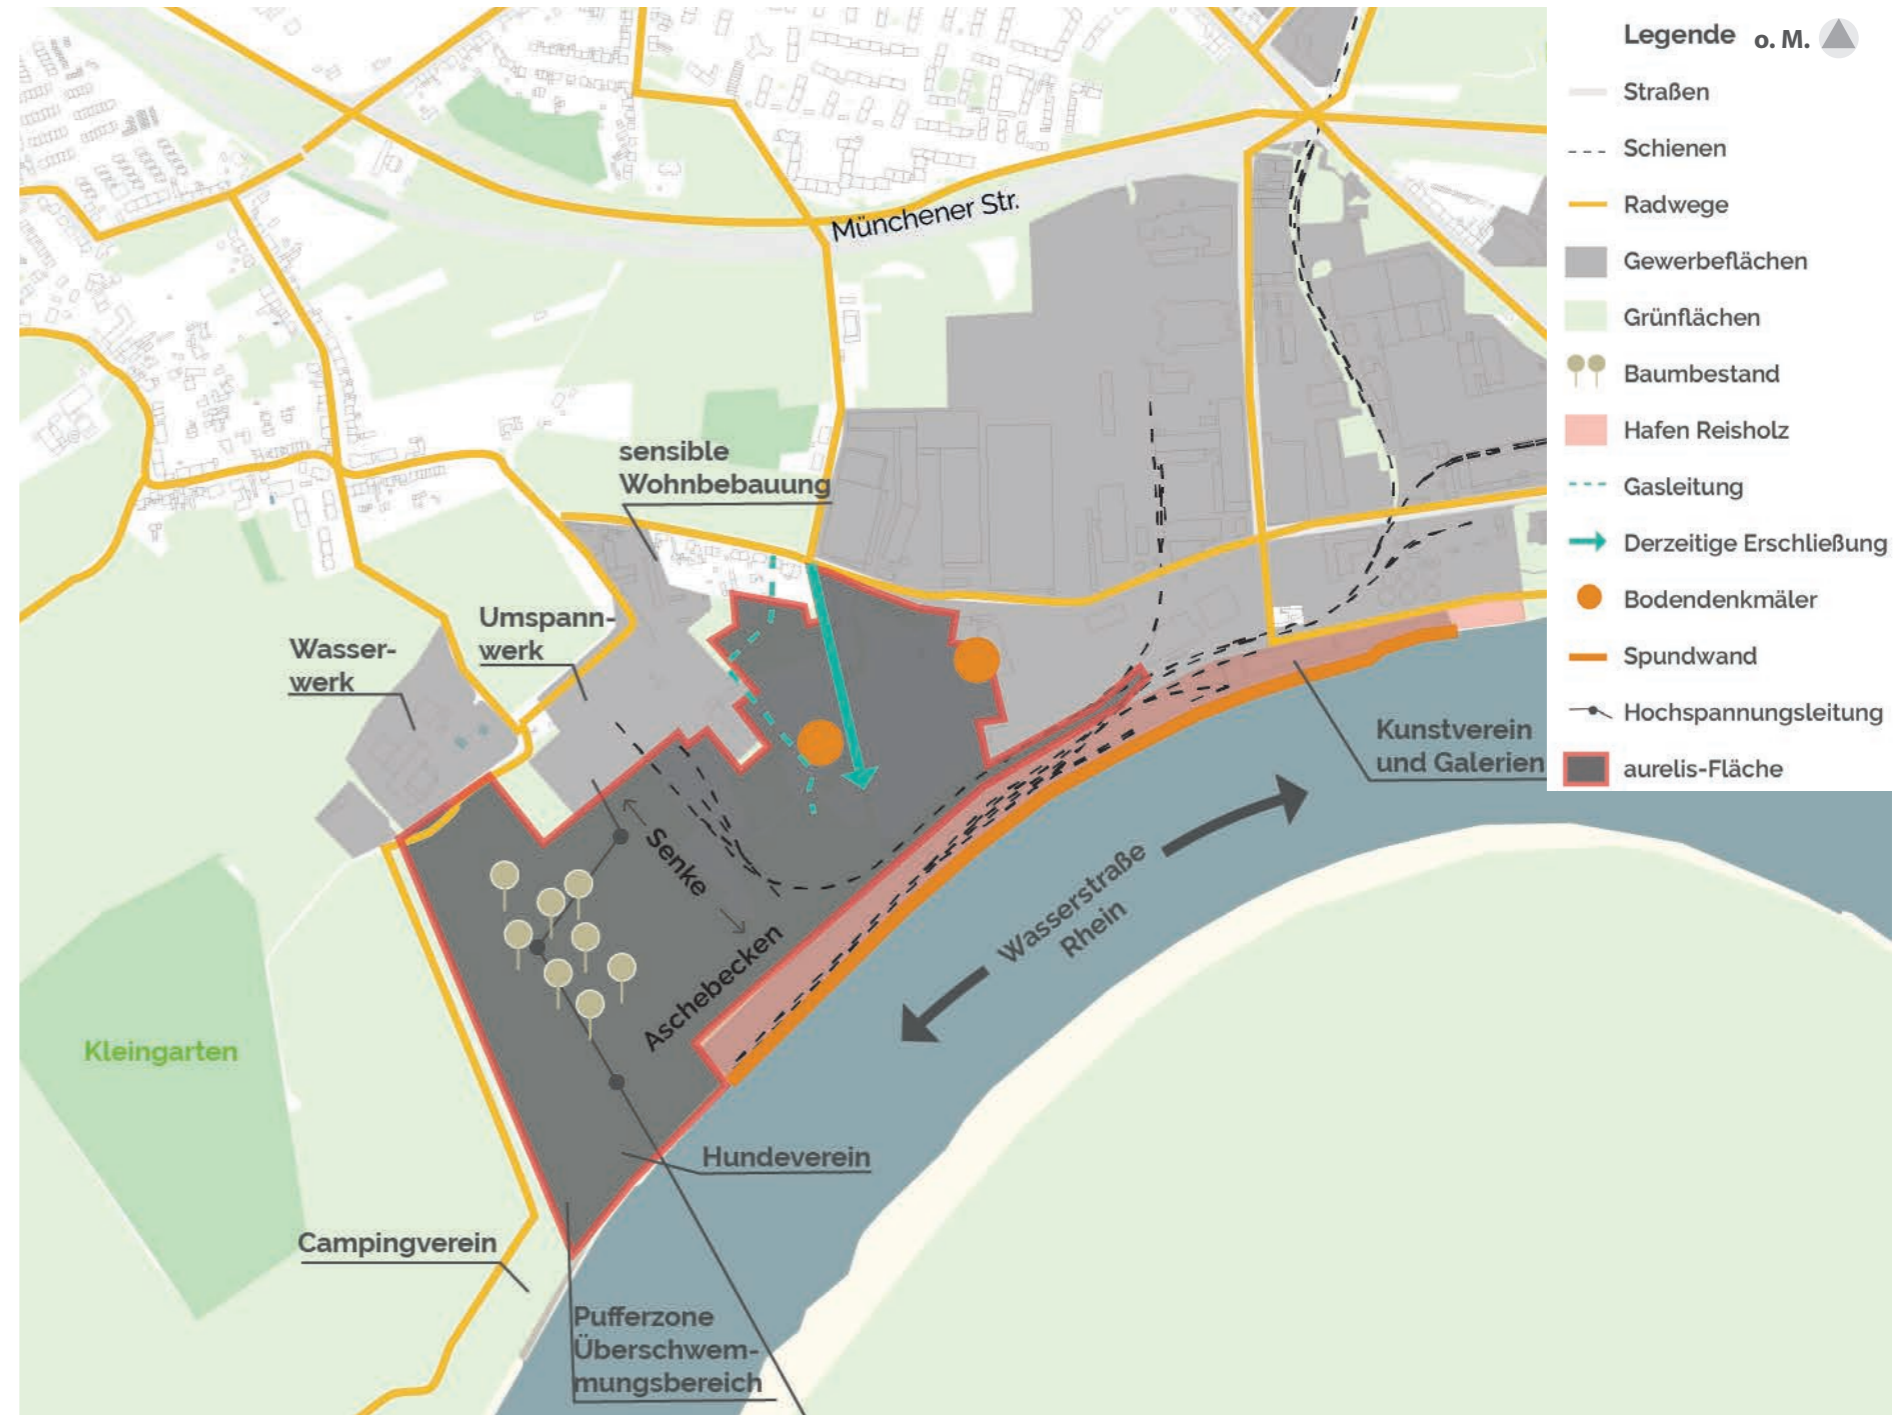 Legende o. M.
Straßen
Schienen
Radwege
Gewerbeflächen
Grünflächen
Baumbestand
Hafen Reisholz
Gasleitung
Derzeitige Erschließung
Bodendenkmäler
Spundwand
Hochspannungsleitung
aurelis-Fläche
Münchener Str.
sensible
Wohnbebauung
Umspann-
werk
Wasser-
werk
Kunstverein
und Galerien
Senke
Aschebecken
Wasserstraße
Rhein
Kleingarten
Hundeverein
Campingverein
Pufferzone
Überschwem-
mungsbereich